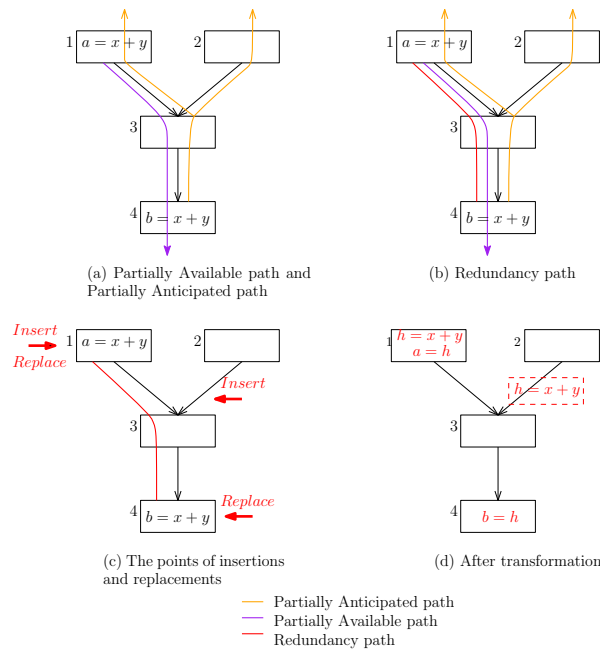 1
a = x + y
2
3
4
b = x + y
(a) Partially Available path and
Partially Anticipated path
1
a = x + y
2
3
4
b = x + y
(b) Redundancy path
Insert
Replace
1
a = x + y
2
Insert
3
4
b = x + y
Replace
(c) The points of insertions
and replacements
1
h = x + y
a = h
2
h = x + y
3
4
b = h
(d) After transformation
Partially Anticipated path
Partially Available path
Redundancy path